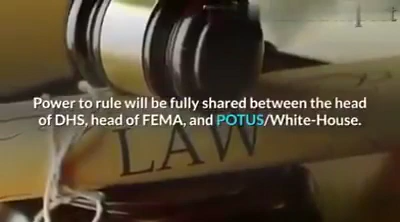 Power to rule will be fully shared between the head
of DHS, head of FEMA, and POTUS/White-House.
LAW